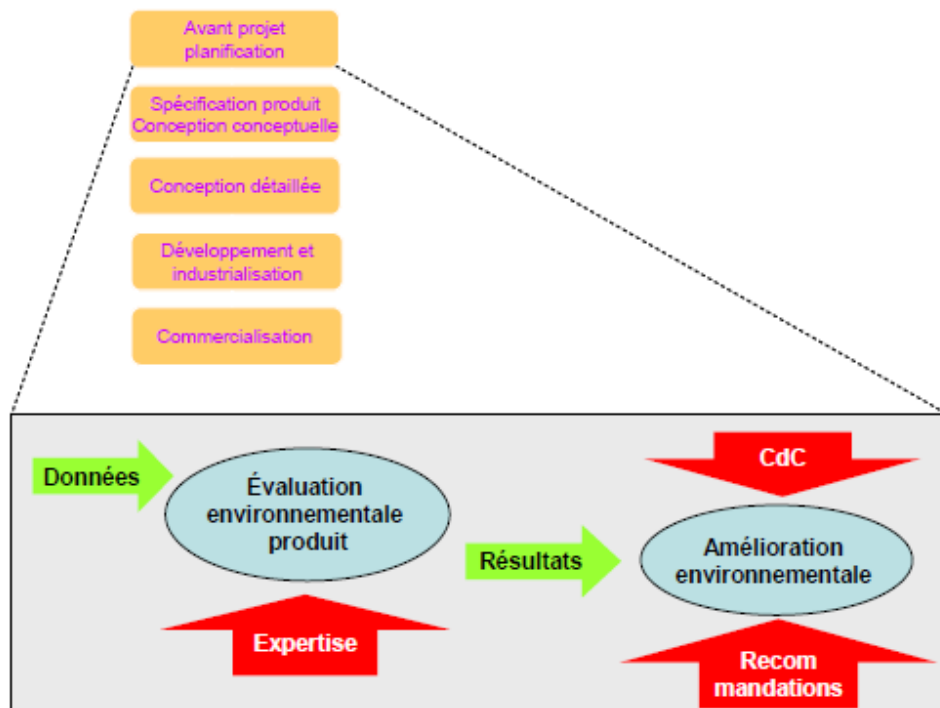 Avant projet
planification
Spécification produit
Conception conceptuelle
Conception détaillée
Développement et
industrialisation
Commercialisation
Données
Évaluation
environnementale
produit
Expertise
Résultats
CdC
Amélioration
environnementale
Recom
mandations